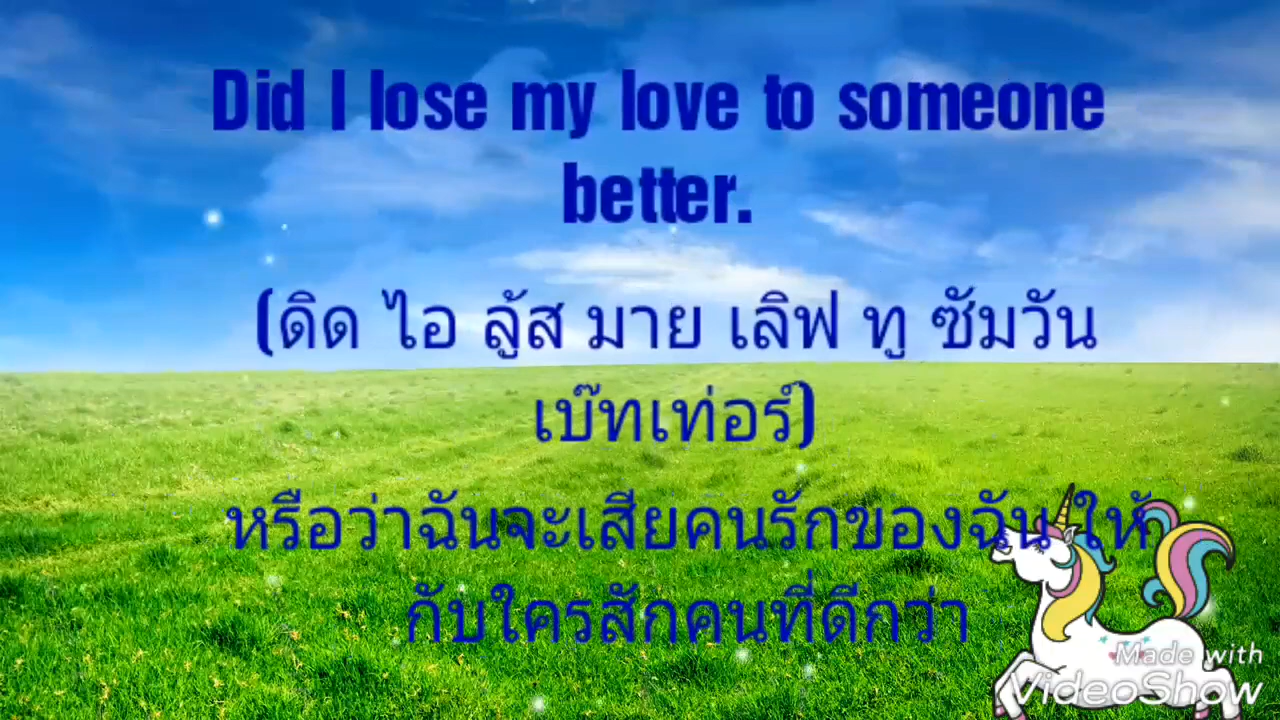 Did I lose my love to someone
better.
(ดิด ไอ ลู้ส มาย เลิฟ ทู ซัมวัน
เบ๊ทเท่อร์)
หรือว่าฉันจะเสียคนรักของฉัน ให้
กับใครสักคนที่ดีกว่า
Made with
VideoShow